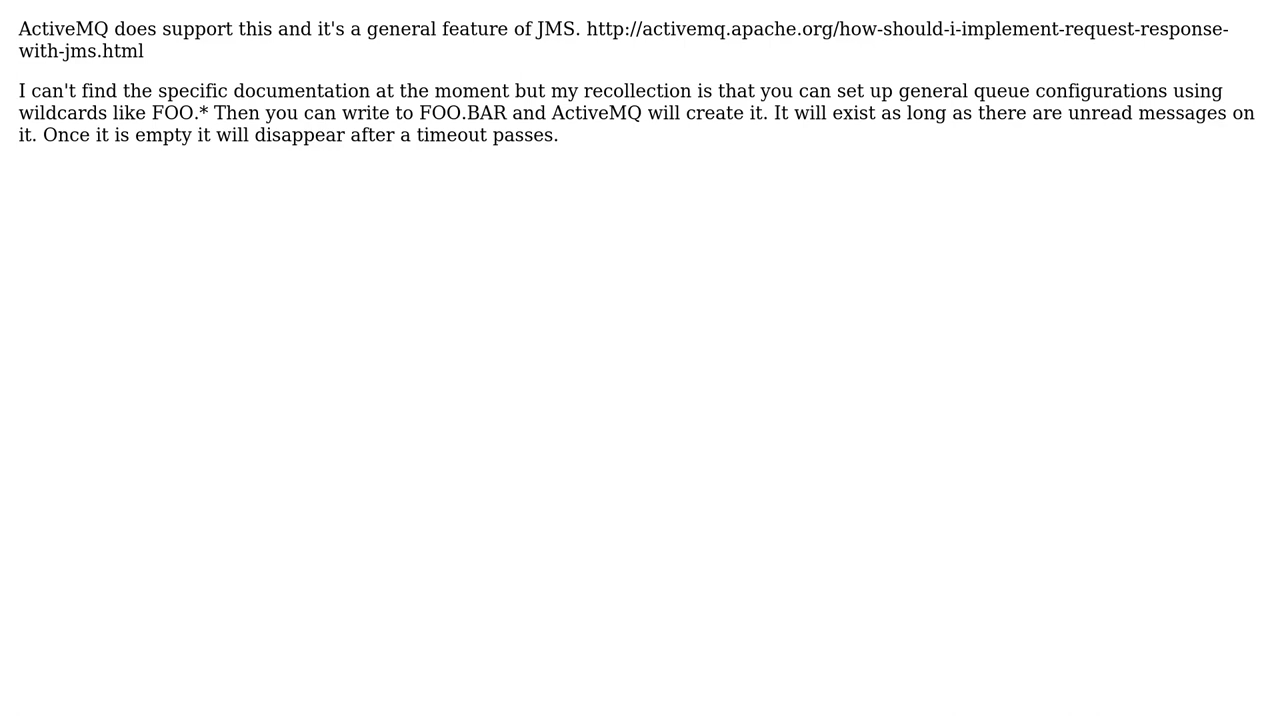 ActiveMQ does support this and it's a general feature of JMS. http://activemq.apache.org/how-should-i-implement-request-response-
with-jms.html
I can't find the specific documentation at the moment but my recollection is that you can set up general queue configurations using
wildcards like FOO.* Then you can write to FOO.BAR and ActiveMQ will create it. It will exist as long as there are unread messages on
it. Once it is empty it will disappear after a timeout passes.